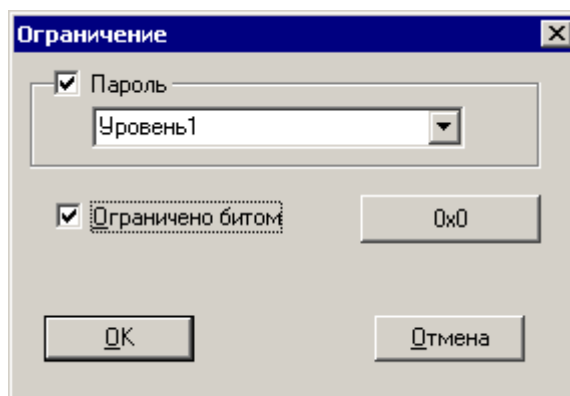 Ограничение
Пароль
Уровень1
Ограничено битом
0x0
OK
Отмена